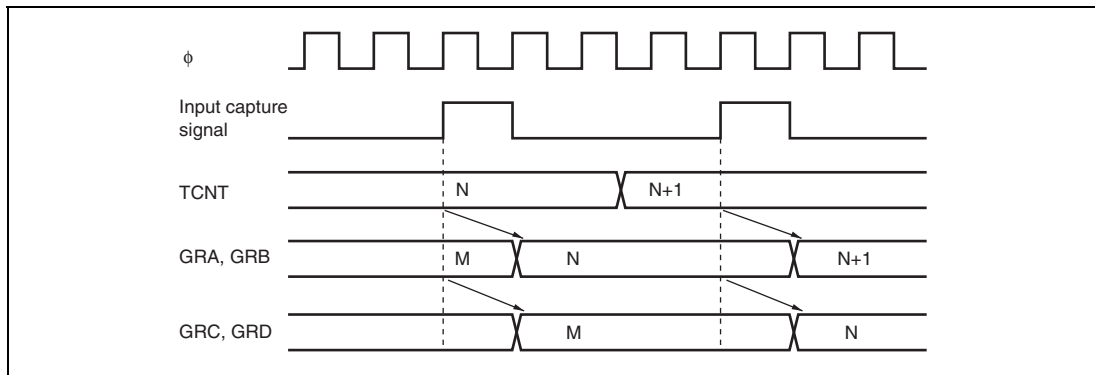 ϕ
Input capture
signal
TCNT
N
N+1
GRA, GRB
M
N
N+1
GRC, GRD
M
N